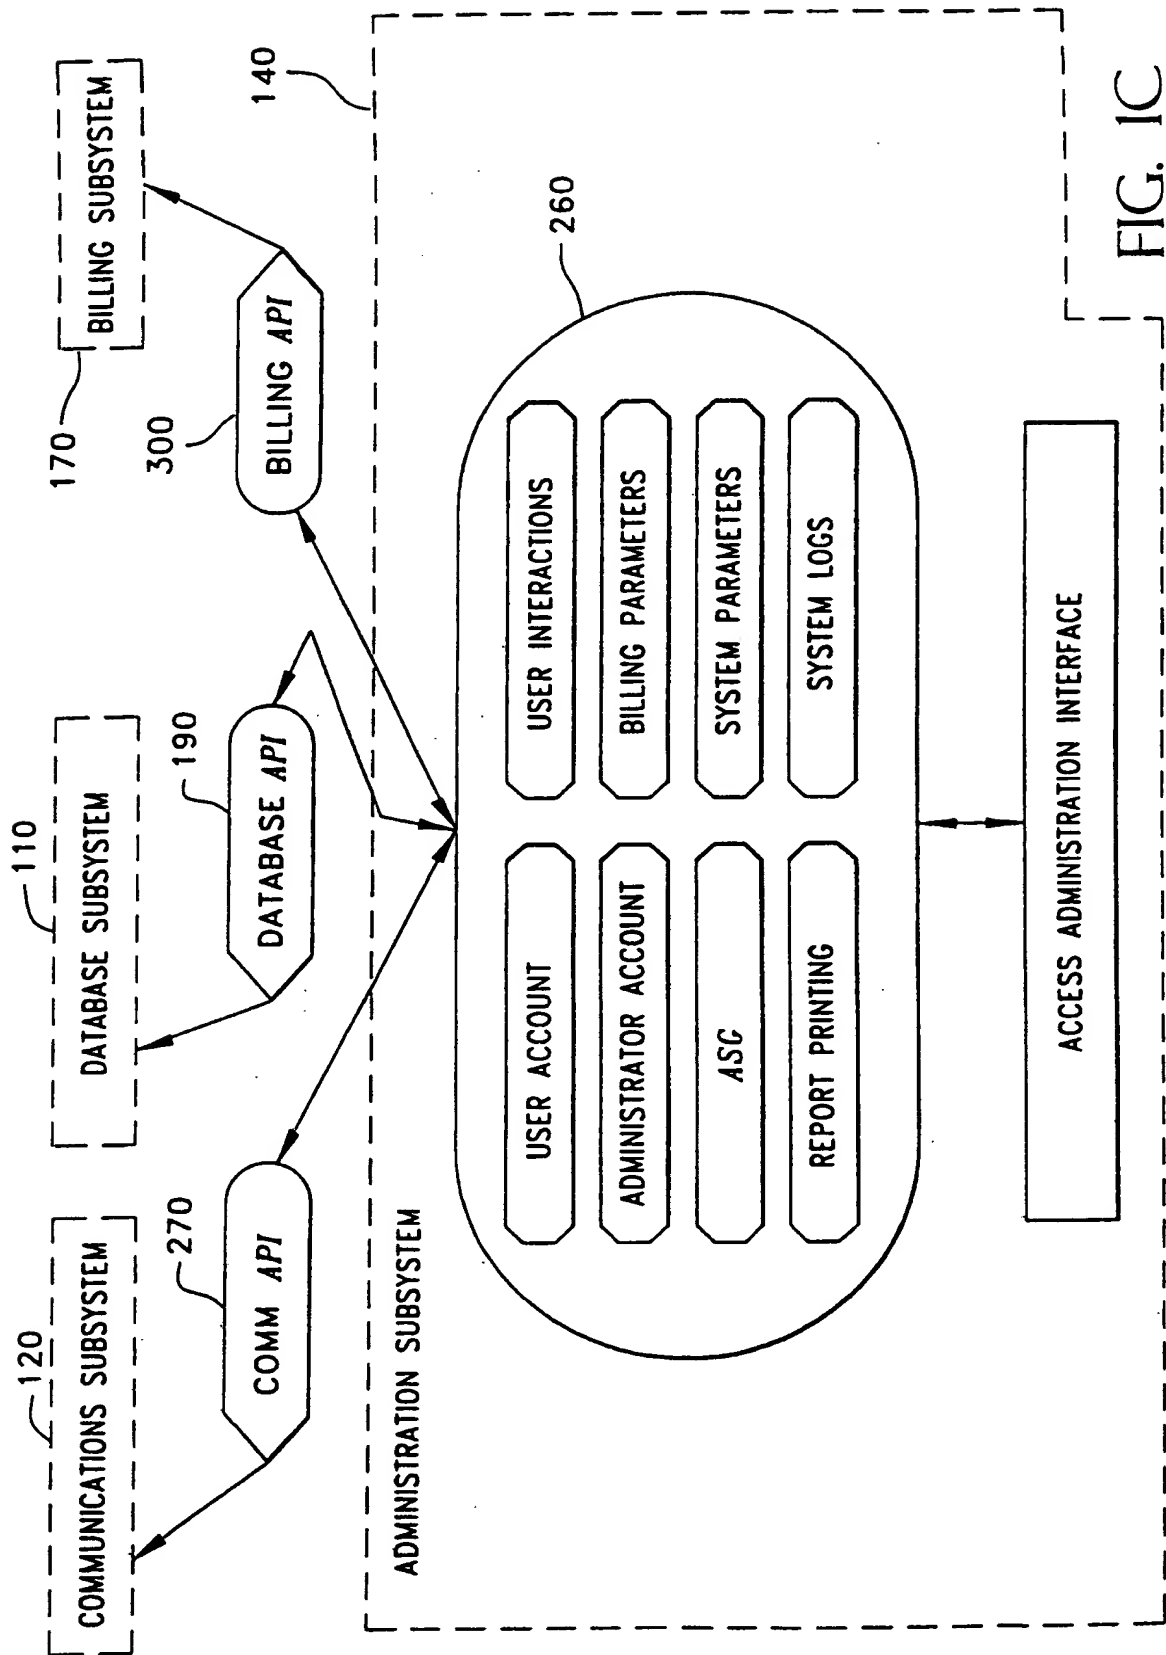 120
COMMUNICATIONS SUBSYSTEM
110
DATABASE SUBSYSTEM
170
BILLING SUBSYSTEM
270
COMM API
190
DATABASE API
300
BILLING API
140
ADMINISTRATION SUBSYSTEM
260
USER ACCOUNT
USER INTERACTIONS
ADMINISTRATOR ACCOUNT
BILLING PARAMETERS
ASG
SYSTEM PARAMETERS
REPORT PRINTING
SYSTEM LOGS
ACCESS ADMINISTRATION INTERFACE
FIG. 1C